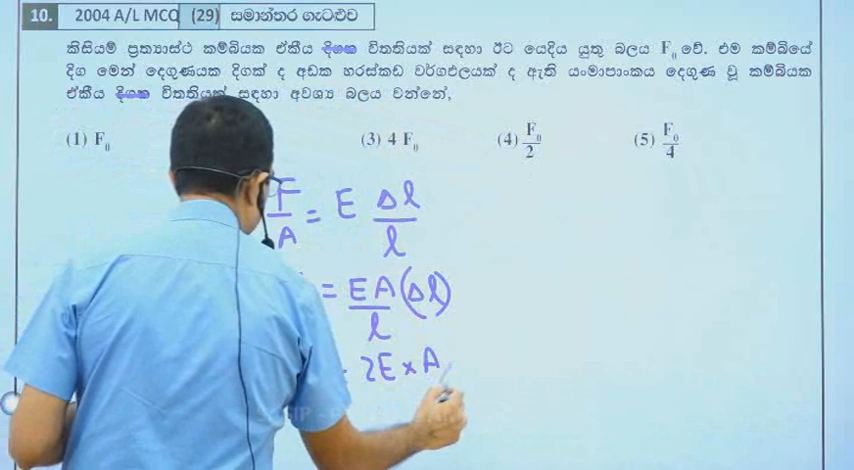 10. 2004 A/L MCQ (29) සමාන්තර ගැටළුව
කිසියම් ප්‍රත්‍යාස්ථ කම්බියක ඒකීය දිගක විතතියක් සඳහා ඊට යෙදිය යුතු බලය F₀ වේ. එම කම්බියේ
දිග මෙන් දෙගුණයක දිගක් ද අඩක හරස්කඩ වර්ගඵලයක් ද ඇති යංමාපාංකය දෙගුණ වූ කම්බියක
ඒකීය දිගක විතතියක් සඳහා අවශ්‍ය බලය වන්නේ,
(1) F₀ (3) 4 F₀ (4) F₀/2 (5) F₀/4
F/A = E Δl/l
= EA/l (Δl)
2E × A